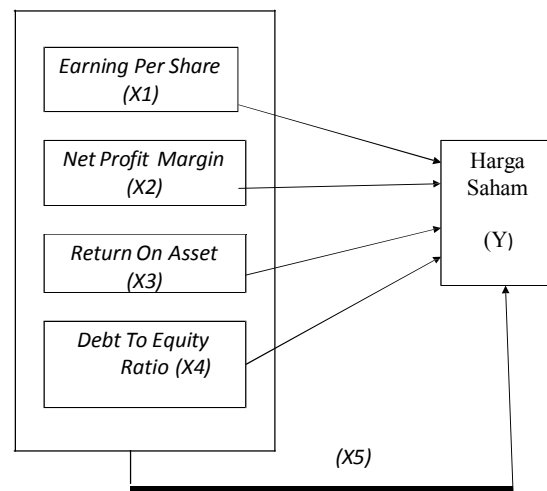 Earning Per Share
(X1)
Net Profit Margin
(X2)
Return On Asset
(X3)
Debt To Equity
Ratio (X4)
Harga
Saham
(Y)
(X5)